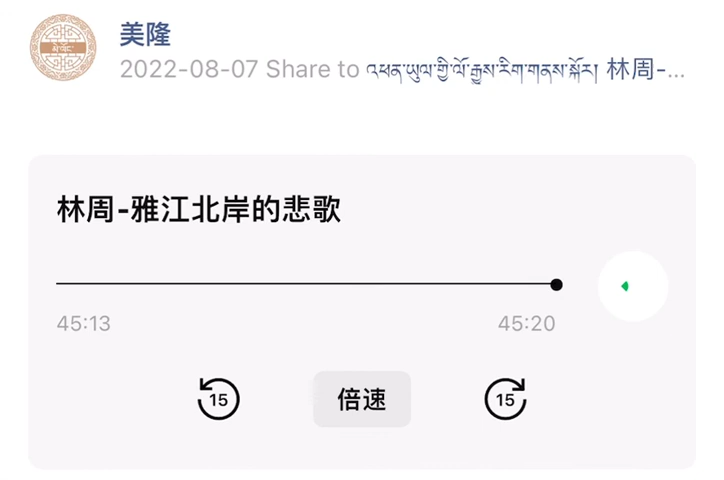 美隆
2022-08-07 Share to འཕན་ཡུལ་གྱི་ལོ་རྒྱུས་རིག་གནས་སྐོར། 林周-...
林周-雅江北岸的悲歌
45:13 45:20
15 倍速 15